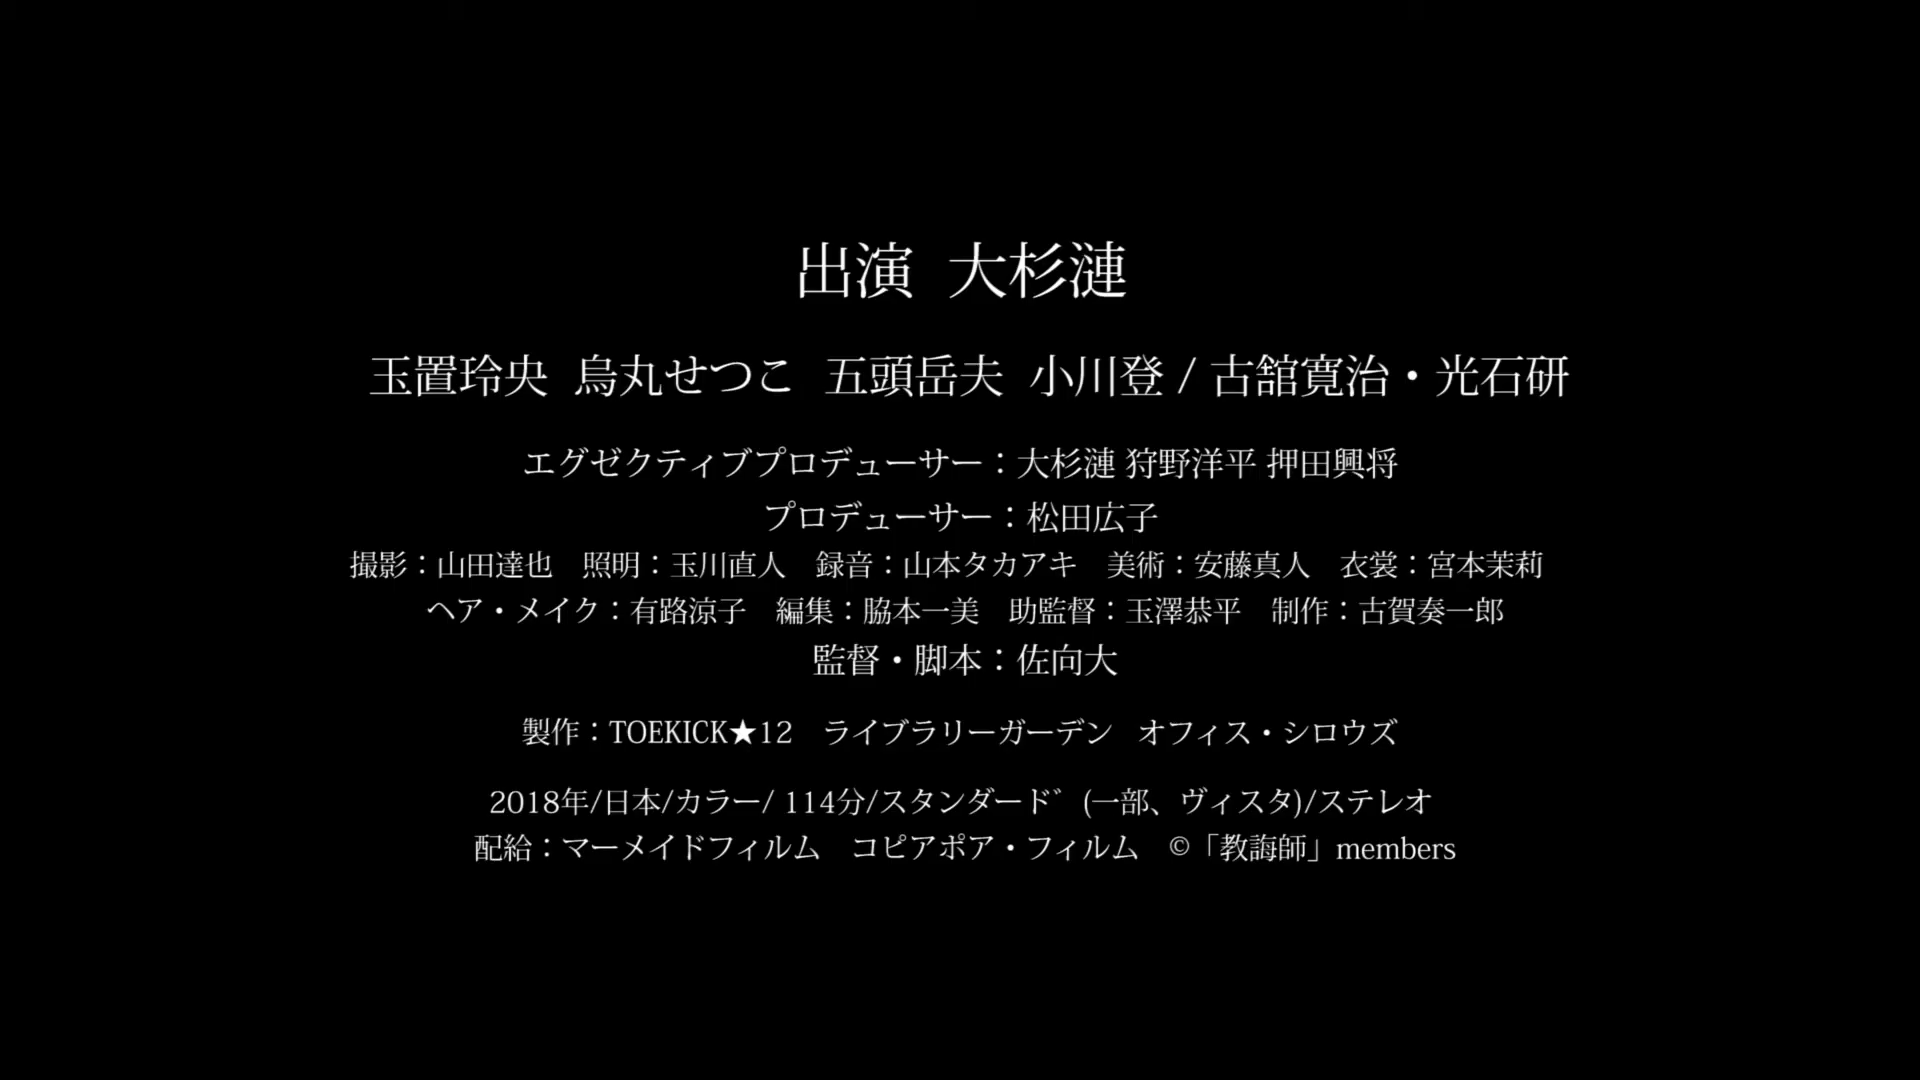 出演 大杉漣
玉置玲央 烏丸せつこ 五頭岳夫 小川登 / 古舘寛治・光石研
エグゼクティブプロデューサー：大杉漣 狩野洋平 押田興将
プロデューサー：松田広子
撮影：山田達也 照明：玉川直人 録音：山本タカアキ 美術：安藤真人 衣裳：宮本茉莉
ヘア・メイク：有路涼子 編集：脇本一美 助監督：玉澤恭平 制作：古賀奏一郎
監督・脚本：佐向大
製作：TOEKICK★12 ライブラリーガーデン オフィス・シロウズ
2018年/日本/カラー/ 114分/スタンダード゛(一部、ヴィスタ)/ステレオ
配給：マーメイドフィルム コピアポア・フィルム ©「教誨師」members